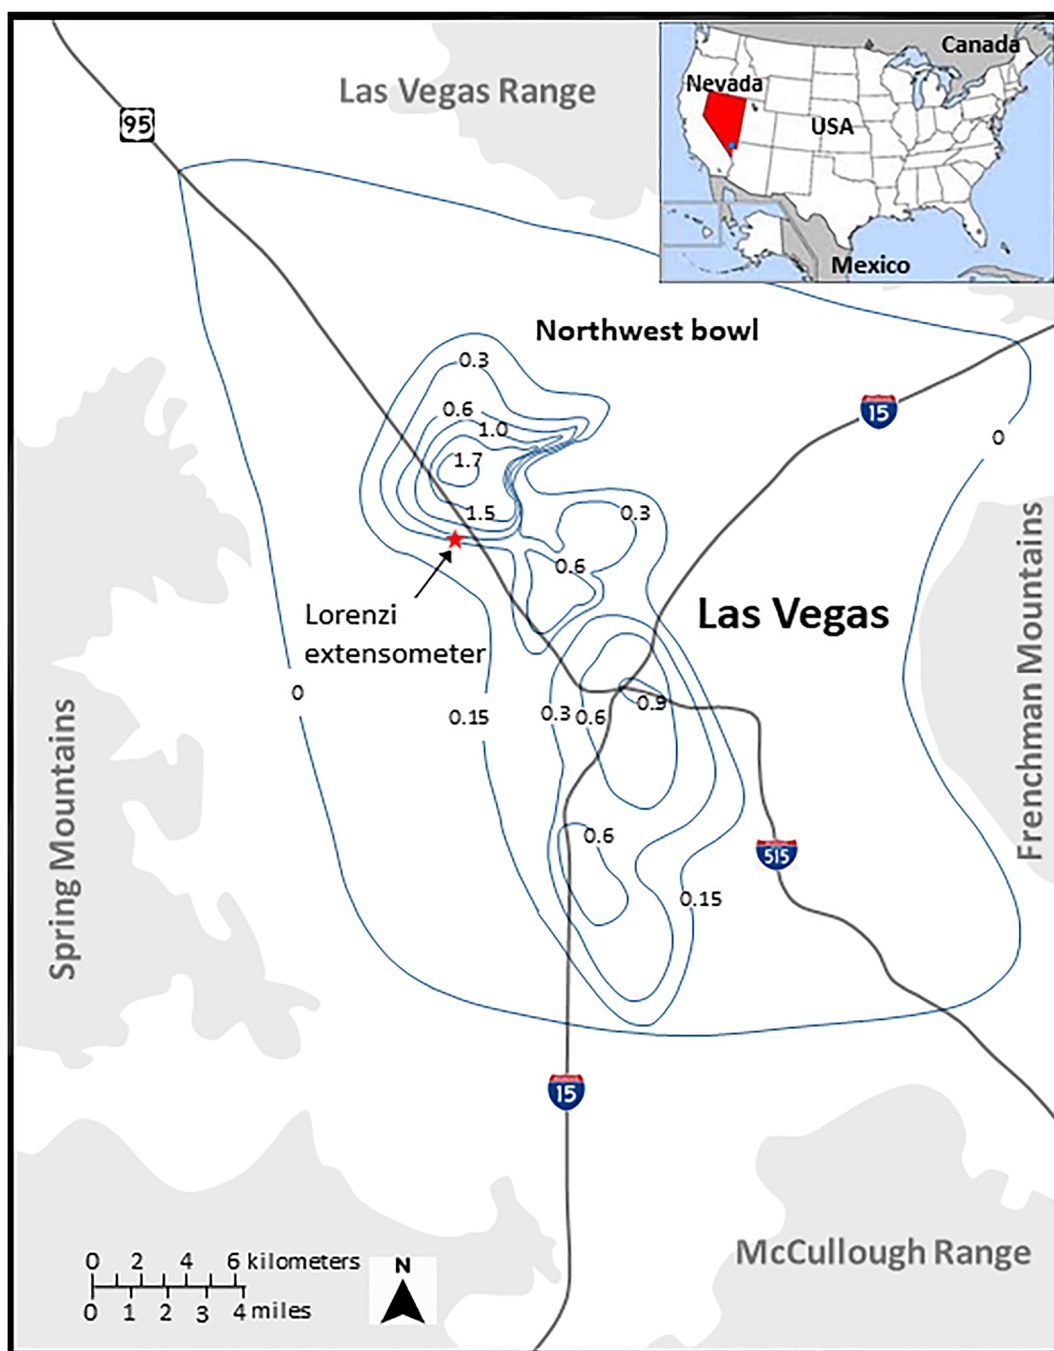 Canada
Nevada
USA
Mexico
Las Vegas Range
95
Northwest bowl
0.3
15
0.6
1.0
0
1.7
1.5
0.3
0.6
Lorenzi
extensometer
Las Vegas
Frenchman Mountains
0
0.15
0.3
0.6
0.9
Spring Mountains
0.6
515
0.15
15
McCullough Range
0 2 4 6 kilometers
N
0 1 2 3 4 miles